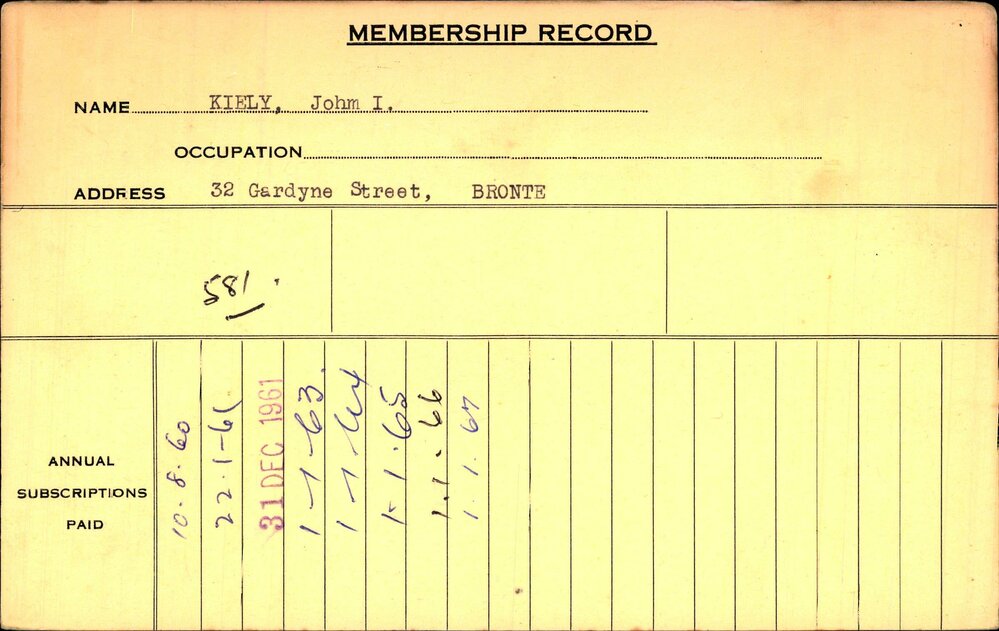 MEMBERSHIP RECORD
NAME KIELY, Johm I.
OCCUPATION
ADDRESS 32 Gardyne Street, BRONTE
581.
ANNUAL
SUBSCRIPTIONS
PAID
10-8-60
22-1-61
31 DEC 1961
1-1-63.
1-1-64
1-1-65
1.1.66
1.1.67